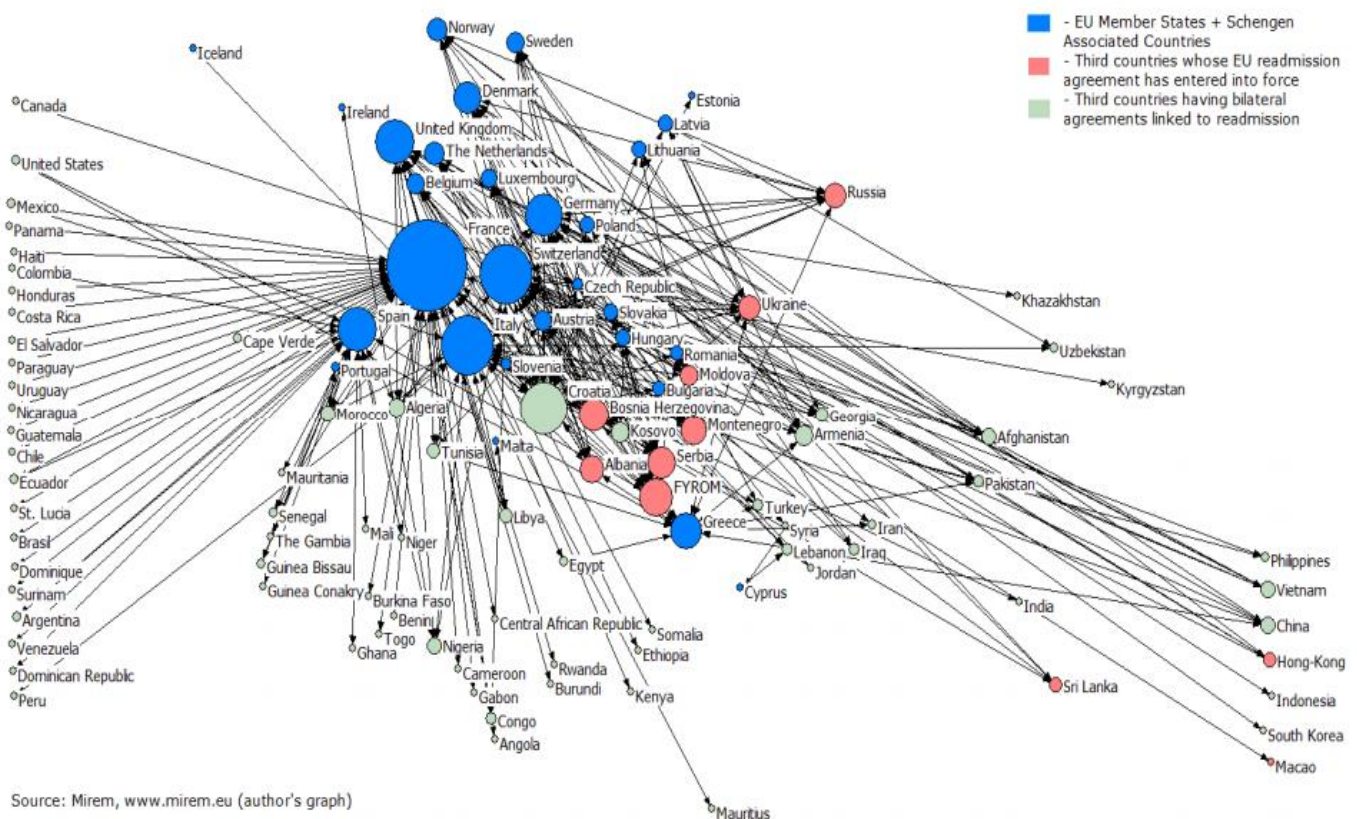 - EU Member States + Schengen
Associated Countries
- Third countries whose EU readmission
agreement has entered into force
- Third countries having bilateral
agreements linked to readmission
Norway
Sweden
Iceland
Canada
Denmark
Estonia
Ireland
Latvia
United Kingdom
The Netherlands
Lithuania
United States
Belgium
Luxembourg
Russia
Mexico
Germany
Panama
France
Poland
Haiti
Switzerland
Colombia
Czech Republic
Honduras
Khazakhstan
Ukraine
Costa Rica
Spain
Italy
Austria
Slovakia
El Salvador
Cape Verde
Hungary
Uzbekistan
Paraguay
Portugal
Slovenia
Romania
Moldova
Uruguay
Kyrgyzstan
Nicaragua
Morocco
Algeria
Croatia
Bulgaria
Bosnia Herzegovina
Georgia
Guatemala
Kosovo
Montenegro
Armenia
Afghanistan
Chile
Tunisia
Malta
Albania
Serbia
Ecuador
Mauritania
FYROM
Pakistan
St. Lucia
Senegal
Libya
Greece
Turkey
Syria
Iran
Brasil
The Gambia
Mali
Niger
Lebanon
Iraq
Philippines
Dominique
Guinea Bissau
Egypt
Jordan
Surinam
Guinea Conakry
Burkina Faso
Cyprus
India
Vietnam
Argentina
Benin
Central African Republic
Somalia
China
Venezuela
Ghana
Togo
Nigeria
Ethiopia
Hong-Kong
Dominican Republic
Cameroon
Rwanda
Burundi
Kenya
Sri Lanka
Indonesia
Peru
Gabon
Congo
South Korea
Angola
Macao
Source: Mirem, www.mirem.eu (author's graph)
Mauritius